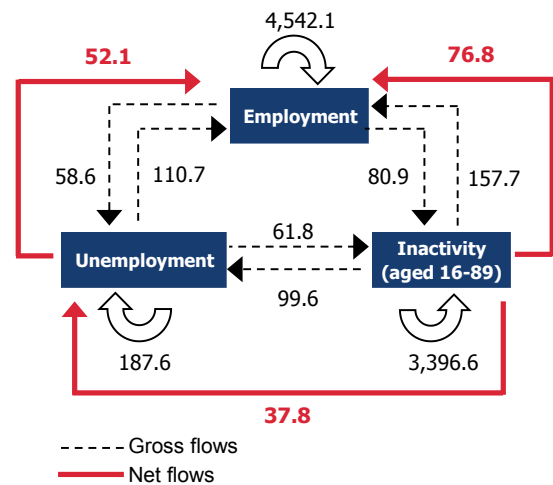 4,542.1
52.1
76.8
Employment
58.6
110.7
80.9
157.7
61.8
Unemployment
Inactivity
(aged 16-89)
99.6
187.6
3,396.6
37.8
Gross flows
Net flows